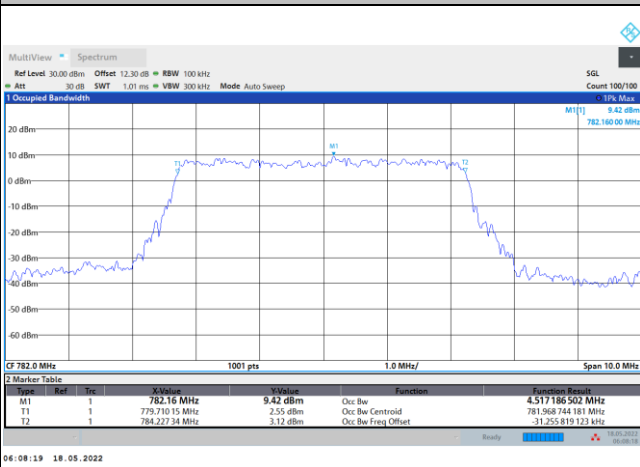 MultiView Spectrum
Ref Level 30.00 dBm Offset 12.30 dB RBW 100 kHz SGL
Att 30 dB SWT 1.01 ms VBW 300 kHz Mode Auto Sweep Count 100/100
1 Occupied Bandwidth 1Pk Max
M1[1] 9.42 dBm
782.160 00 MHz
20 dBm
M1
10 dBm
T1 T2
0 dBm
-10 dBm
-20 dBm
-30 dBm
-40 dBm
-50 dBm
-60 dBm
CF 782.0 MHz 1001 pts 1.0 MHz/ Span 10.0 MHz
2 Marker Table
Type Ref Trc X-Value Y-Value Function Function Result
M1 1 782.16 MHz 9.42 dBm Occ Bw 4.517 186 502 MHz
T1 1 779.710 15 MHz 2.55 dBm Occ Bw Centroid 781.968 744 181 MHz
T2 1 784.227 34 MHz 3.12 dBm Occ Bw Freq Offset -31.255 819 123 kHz
Ready 18.05.2022
06:08:18
06:08:19 18.05.2022